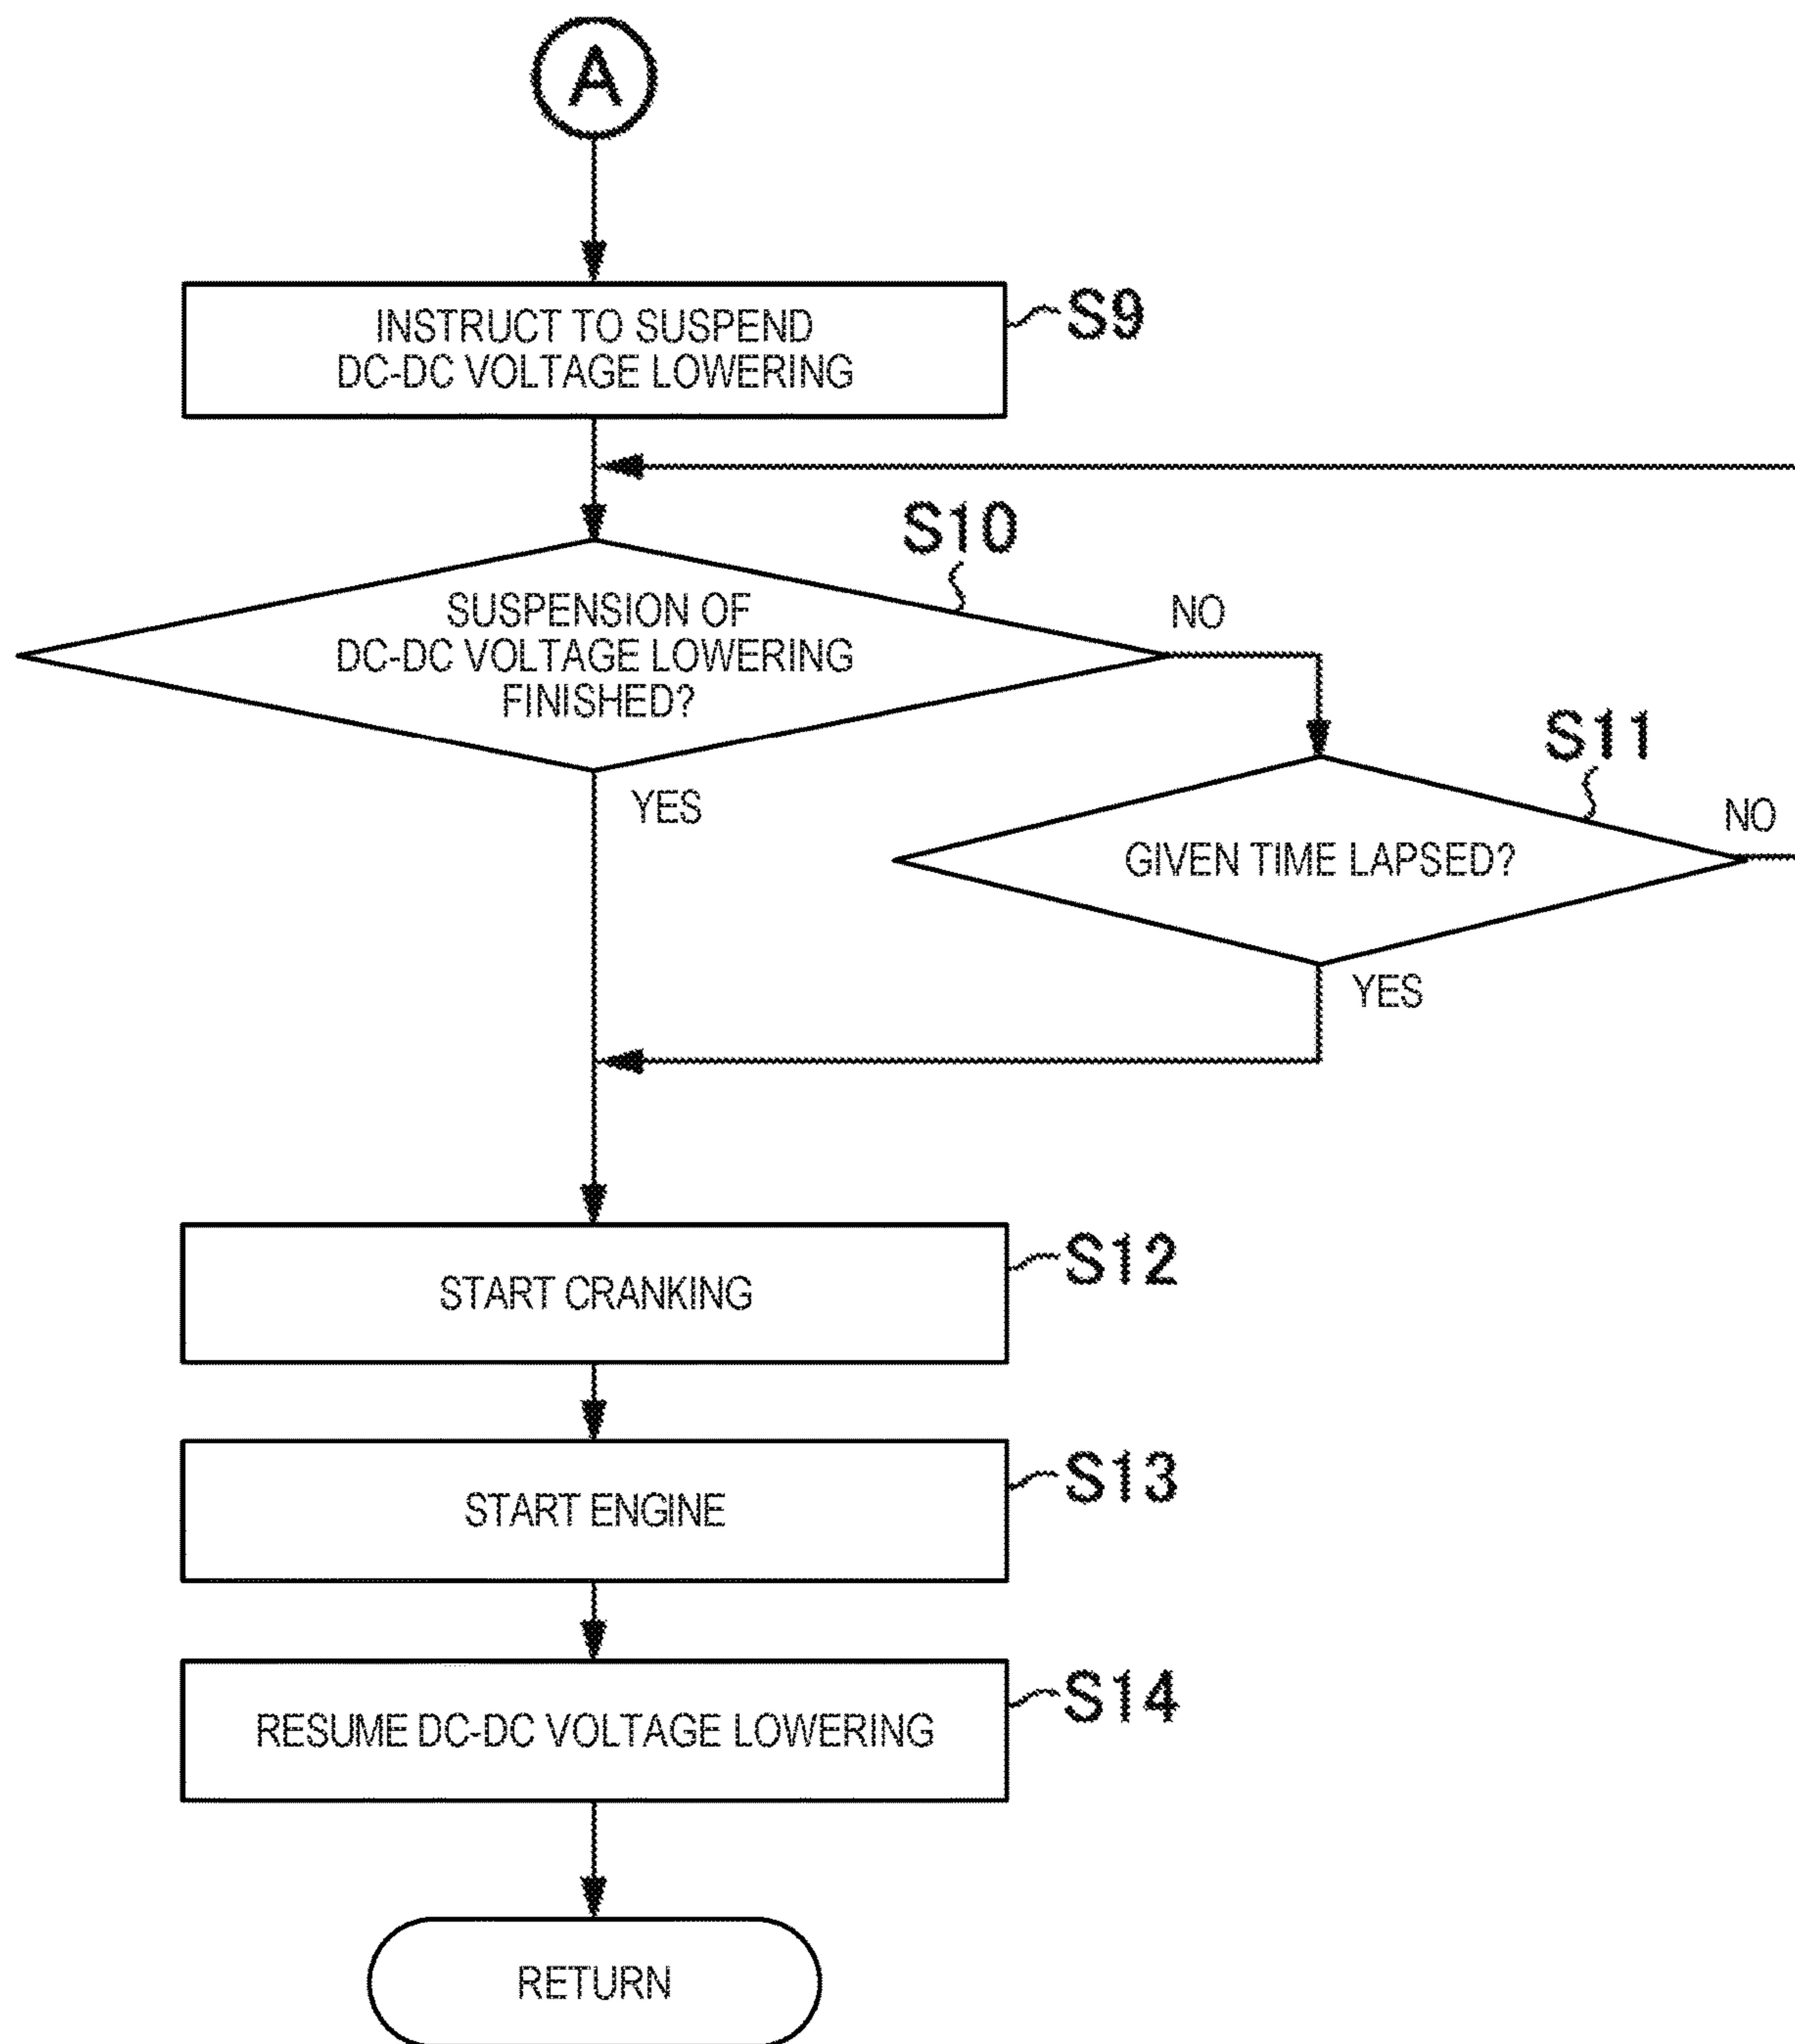 A
INSTRUCT TO SUSPEND
DC-DC VOLTAGE LOWERING
S9
S10
SUSPENSION OF
DC-DC VOLTAGE LOWERING
FINISHED?
NO
YES
S11
GIVEN TIME LAPSED?
NO
YES
START CRANKING
S12
START ENGINE
S13
RESUME DC-DC VOLTAGE LOWERING
S14
RETURN